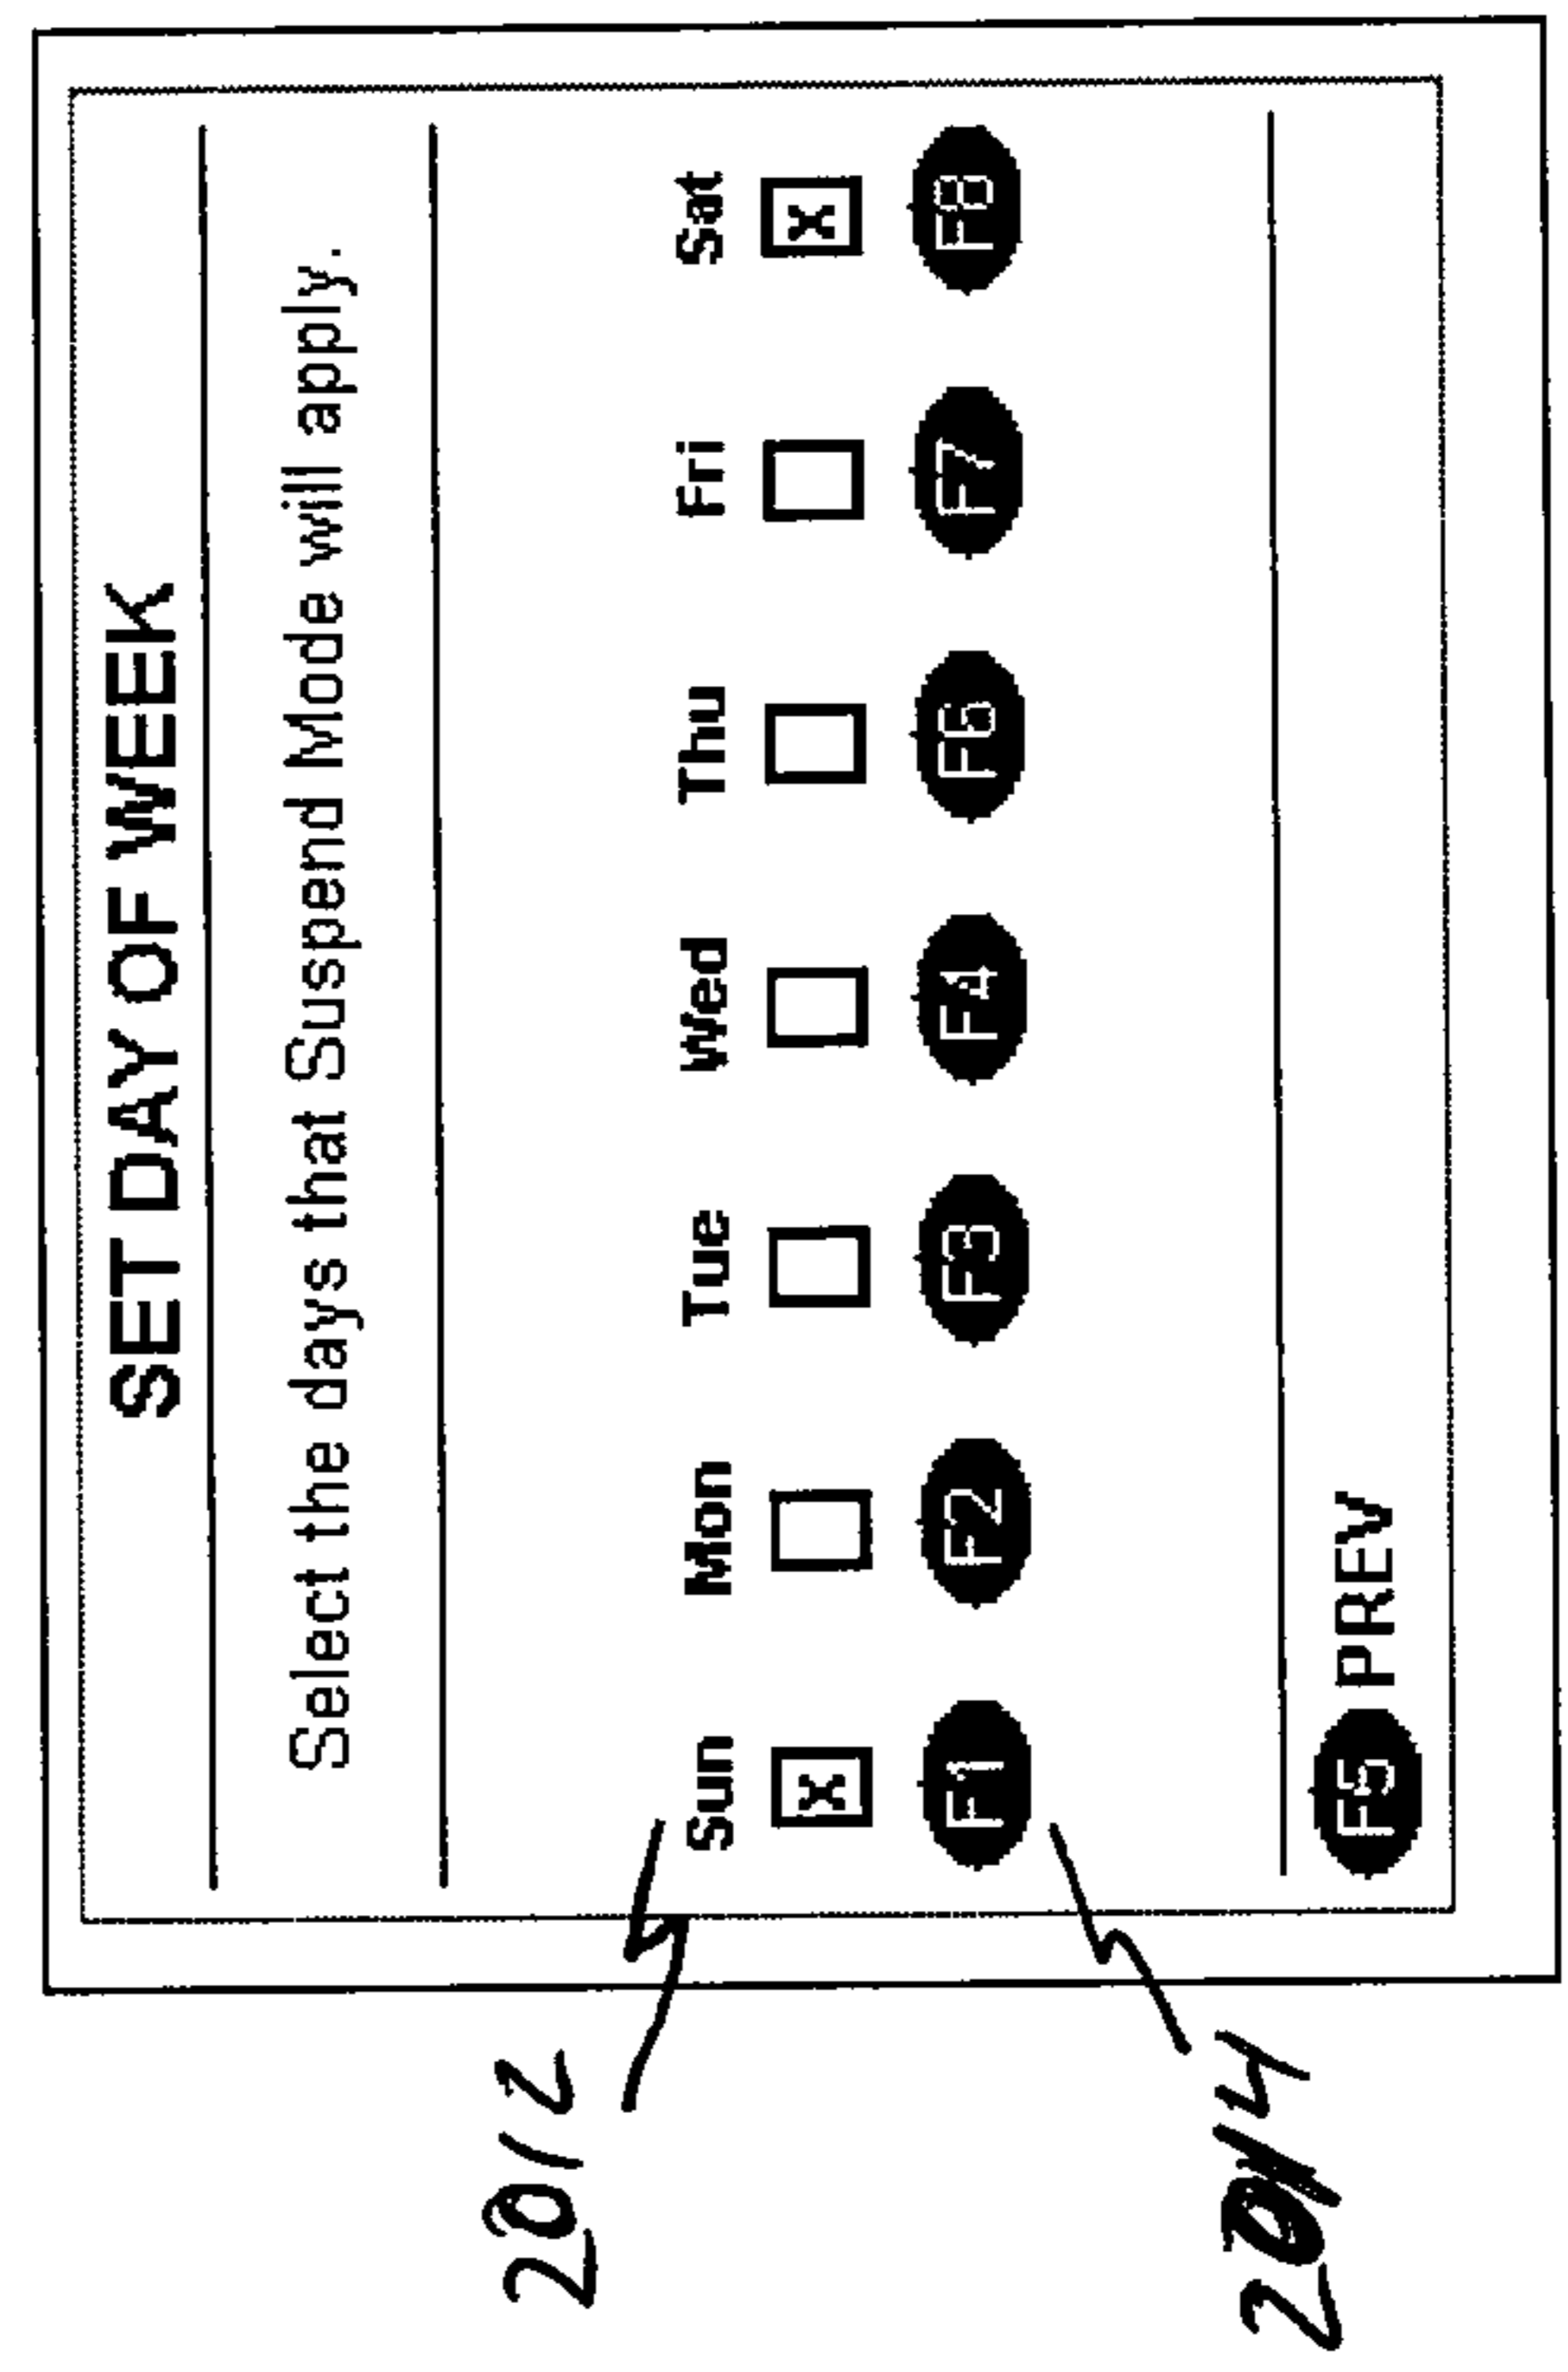 SET DAY OF WEEK
Select the days that Suspend Mode will apply.
Sun Mon Tue Wed Thu Fri Sat
x x
F1 F2 F3 F4 F6 F7 F8
F5 PREV
2012
2014